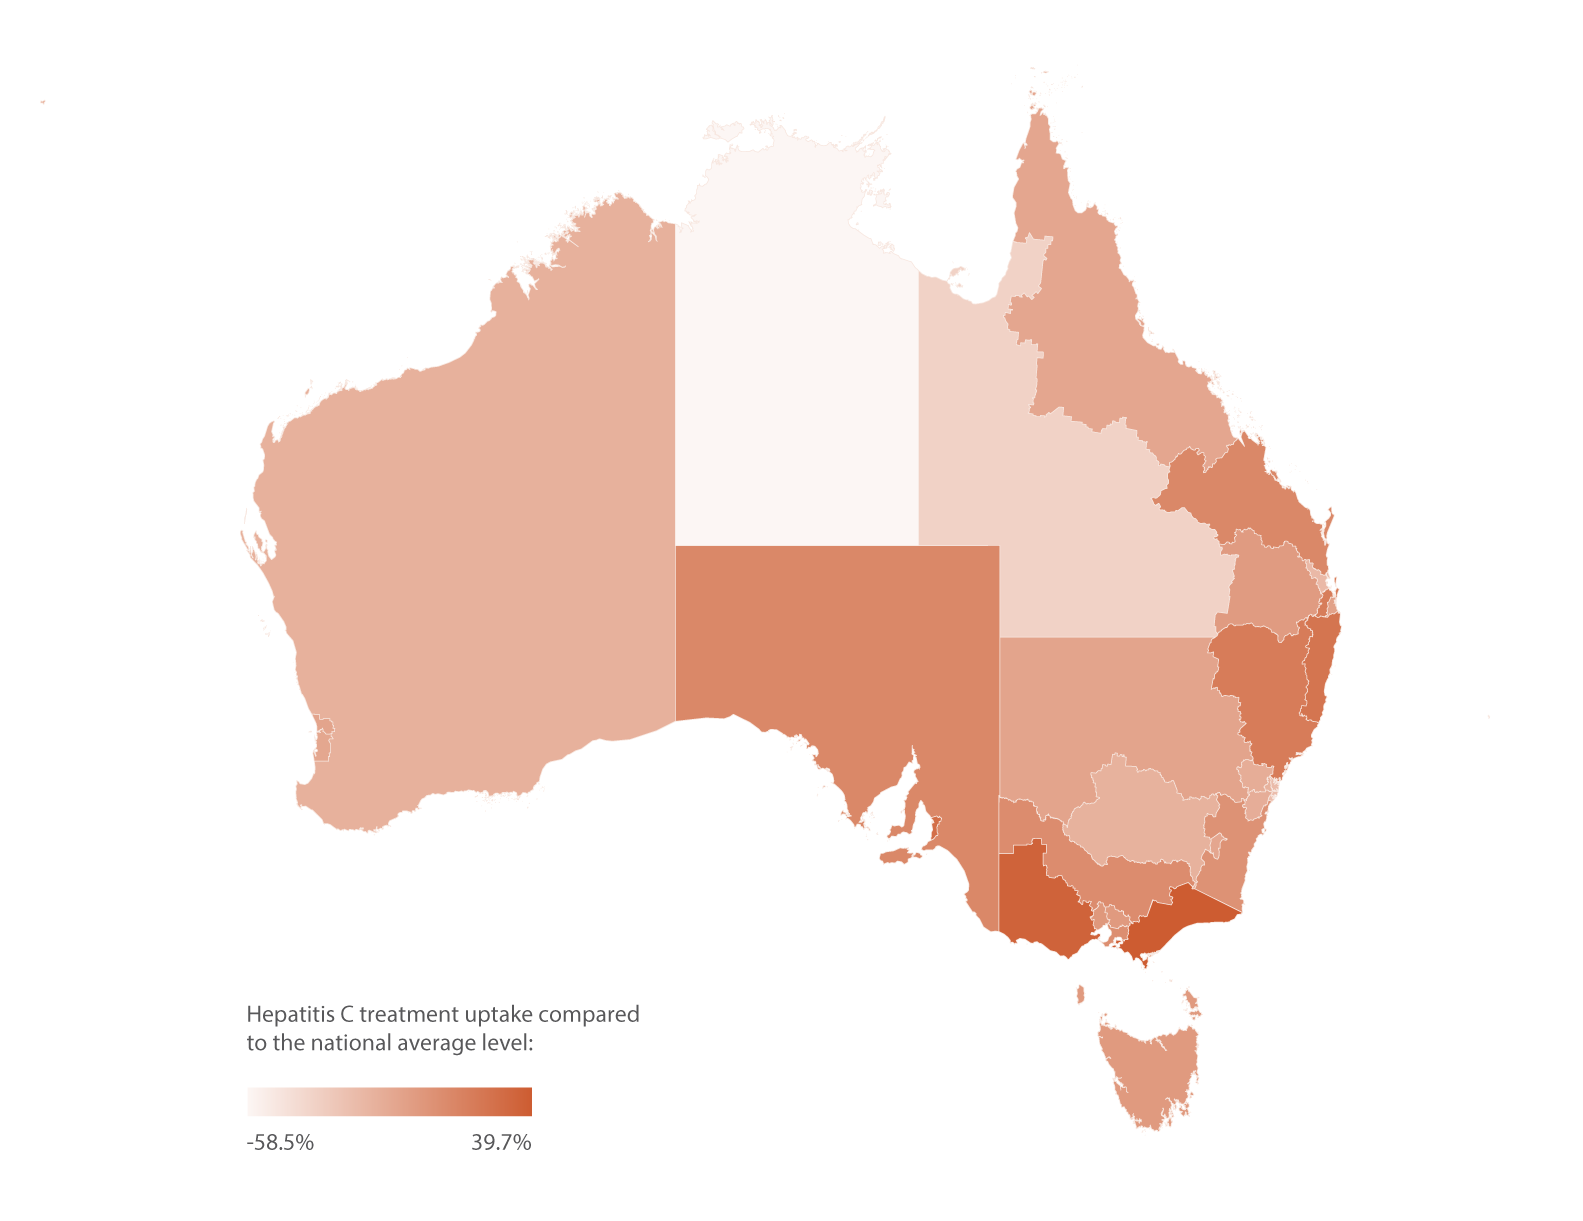 Hepatitis C treatment uptake compared
to the national average level:
-58.5% 39.7%